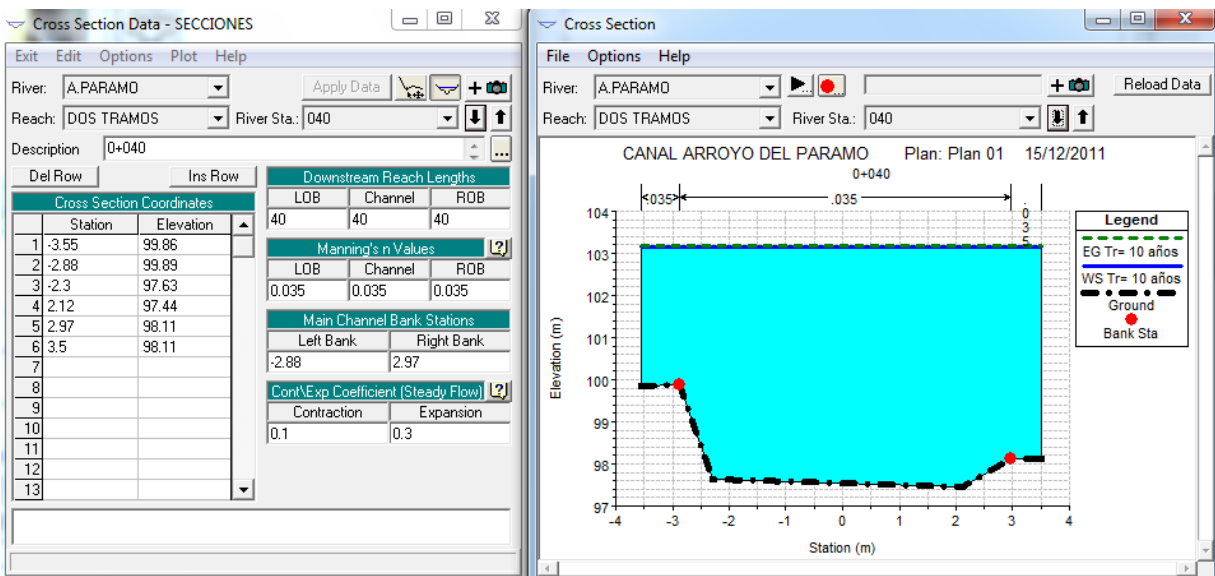 Cross Section Data - SECCIONES
Exit Edit Options Plot Help
River: A.PARAMO Apply Data
Reach: DOS TRAMOS River Sta.: 040
Description 0+040 ...
Del Row Ins Row
Cross Section Coordinates
Station Elevation
1 -3.55 99.86
2 -2.88 99.89
3 -2.3 97.63
4 2.12 97.44
5 2.97 98.11
6 3.5 98.11
7
8
9
10
11
12
13
Downstream Reach Lengths
LOB Channel ROB
40 40 40
Manning's n Values
LOB Channel ROB
0.035 0.035 0.035
Main Channel Bank Stations
Left Bank Right Bank
-2.88 2.97
Cont\Exp Coefficient (Steady Flow)
Contraction Expansion
0.1 0.3
Cross Section
File Options Help
River: A.PARAMO Reload Data
Reach: DOS TRAMOS River Sta.: 040
CANAL ARROYO DEL PARAMO Plan: Plan 01 15/12/2011
0+040
.035 .035 .035
104
103
102
101
100
99
98
97
-4 -3 -2 -1 0 1 2 3 4
Elevation (m)
Station (m)
Legend
EG Tr= 10 años
WS Tr= 10 años
Ground
Bank Sta